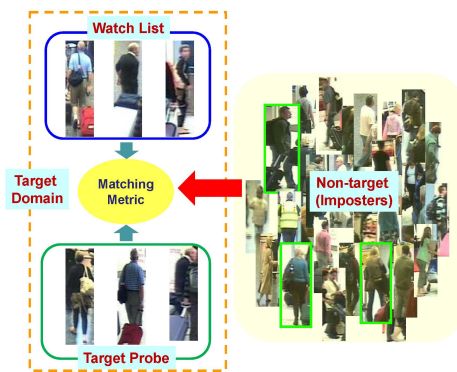 Watch List
Target
Domain
Matching
Metric
Non-target
(Imposters)
Target Probe